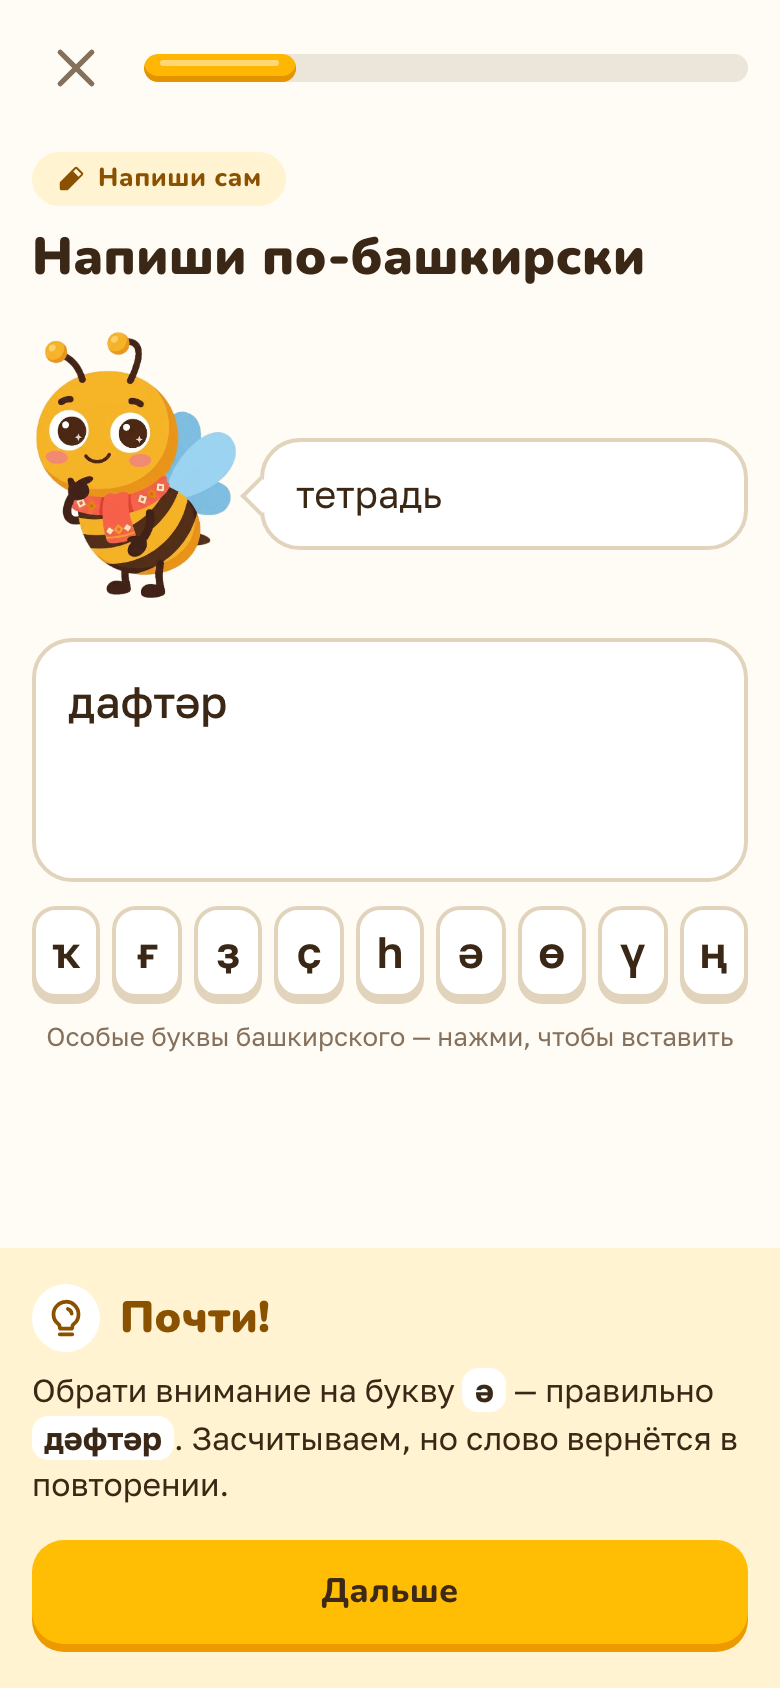 Напиши сам
Напиши по-башкирски
тетрадь
дафтәр
ҡ ғ ҙ ҫ һ ә ө ү ң
Особые буквы башкирского — нажми, чтобы вставить
Почти!
Обрати внимание на букву ә — правильно
дәфтәр. Засчитываем, но слово вернётся в
повторении.
Дальше